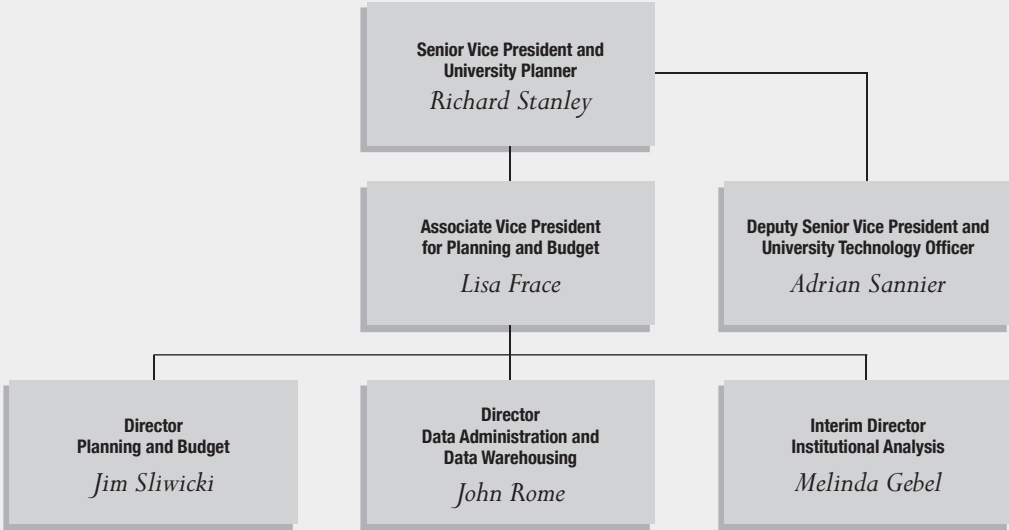 Senior Vice President and
University Planner
Richard Stanley
Associate Vice President
for Planning and Budget
Lisa Frace
Deputy Senior Vice President and
University Technology Officer
Adrian Sannier
Director
Planning and Budget
Jim Sliwicki
Director
Data Administration and
Data Warehousing
John Rome
Interim Director
Institutional Analysis
Melinda Gebel